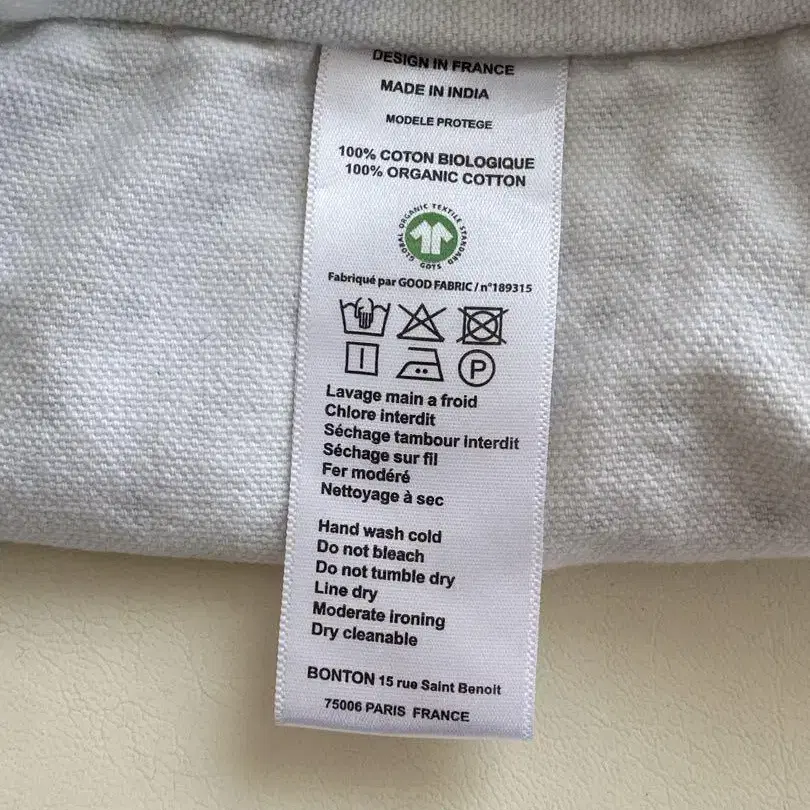 DESIGN IN FRANCE
MADE IN INDIA
MODELE PROTEGE
100% COTON BIOLOGIQUE
100% ORGANIC COTTON
GLOBAL ORGANIC TEXTILE STANDARD
GOTS
Fabriqué par GOOD FABRIC / n°189315
P
Lavage main a froid
Chlore interdit
Séchage tambour interdit
Séchage sur fil
Fer modéré
Nettoyage à sec
Hand wash cold
Do not bleach
Do not tumble dry
Line dry
Moderate ironing
Dry cleanable
BONTON 15 rue Saint Benoit
75006 PARIS FRANCE